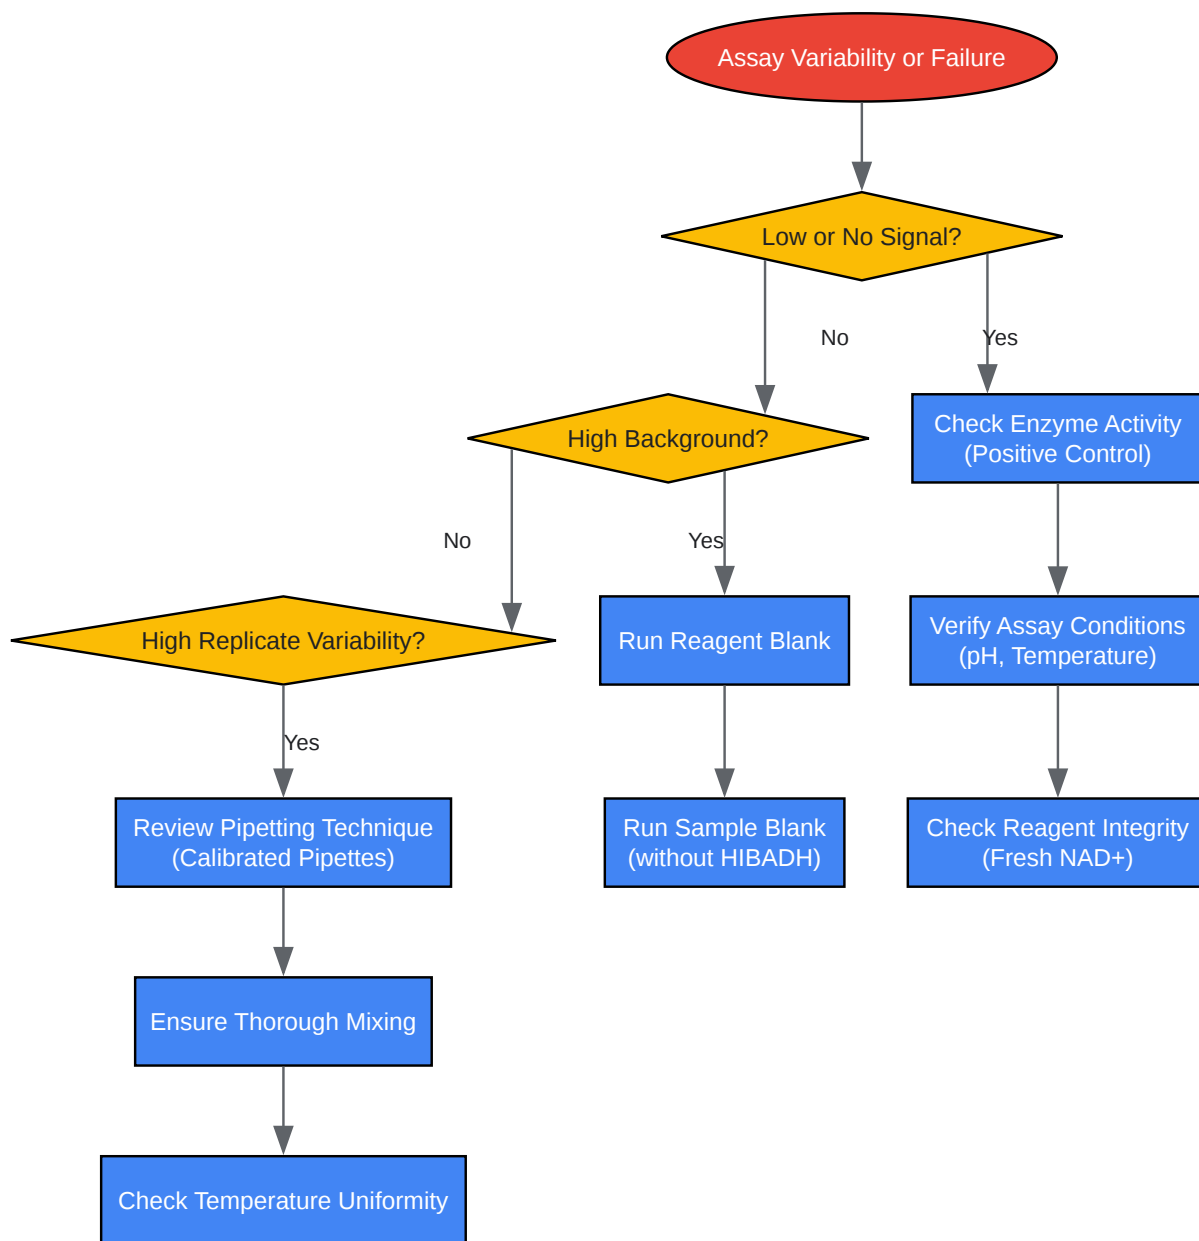 Assay Variability or Failure
Low or No Signal?
No
Yes
High Background?
Check Enzyme Activity
(Positive Control)
No
Yes
High Replicate Variability?
Run Reagent Blank
Verify Assay Conditions
(pH, Temperature)
Yes
Review Pipetting Technique
(Calibrated Pipettes)
Run Sample Blank
(without HIBADH)
Check Reagent Integrity
(Fresh NAD+)
Ensure Thorough Mixing
Check Temperature Uniformity